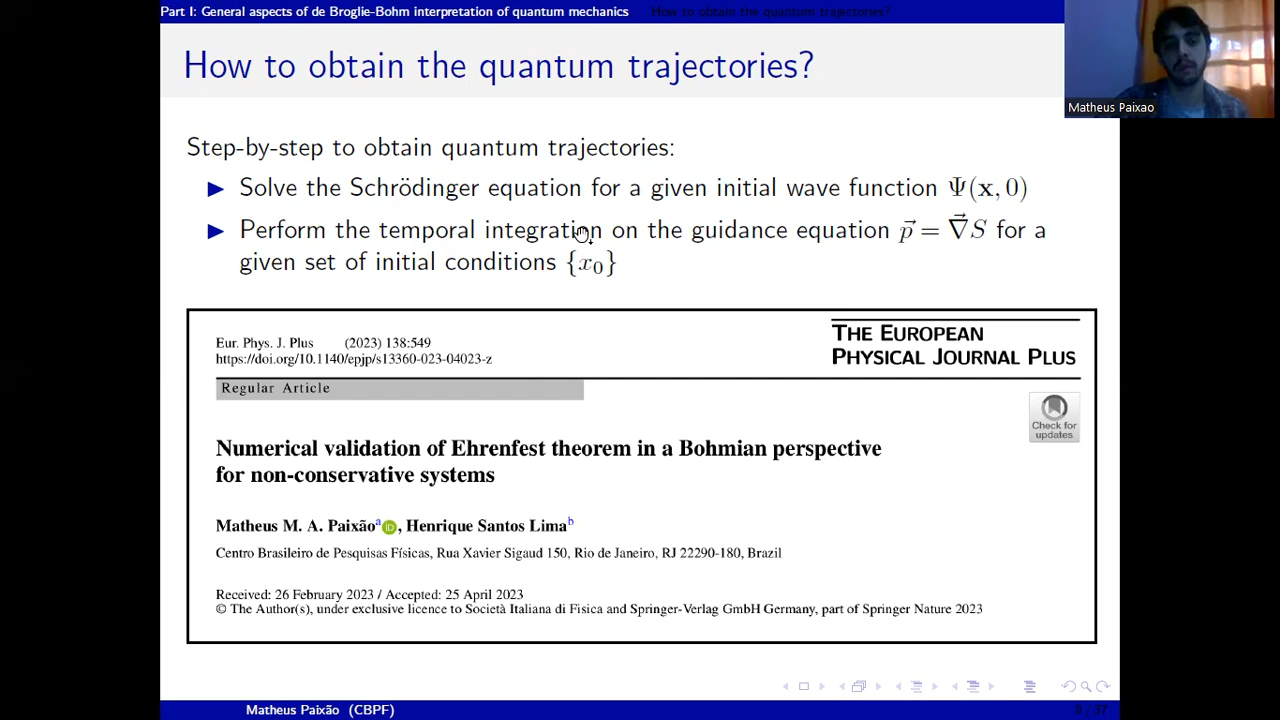 Part I: General aspects of de Broglie-Bohm interpretation of quantum mechanics
How to obtain the quantum trajectories?
How to obtain the quantum trajectories?
Matheus Paixao
Step-by-step to obtain quantum trajectories:
▶ Solve the Schrödinger equation for a given initial wave function Ψ(x, 0)
▶ Perform the temporal integration on the guidance equation p⃗ = ∇⃗S for a
given set of initial conditions {x₀}
Eur. Phys. J. Plus (2023) 138:549
https://doi.org/10.1140/epjp/s13360-023-04023-z
THE EUROPEAN
PHYSICAL JOURNAL PLUS
Regular Article
Check for
updates
Numerical validation of Ehrenfest theorem in a Bohmian perspective
for non-conservative systems
Matheus M. A. Paixão^a iD, Henrique Santos Lima^b
Centro Brasileiro de Pesquisas Físicas, Rua Xavier Sigaud 150, Rio de Janeiro, RJ 22290-180, Brazil
Received: 26 February 2023 / Accepted: 25 April 2023
© The Author(s), under exclusive licence to Società Italiana di Fisica and Springer-Verlag GmbH Germany, part of Springer Nature 2023
Matheus Paixão (CBPF)
9 / 37